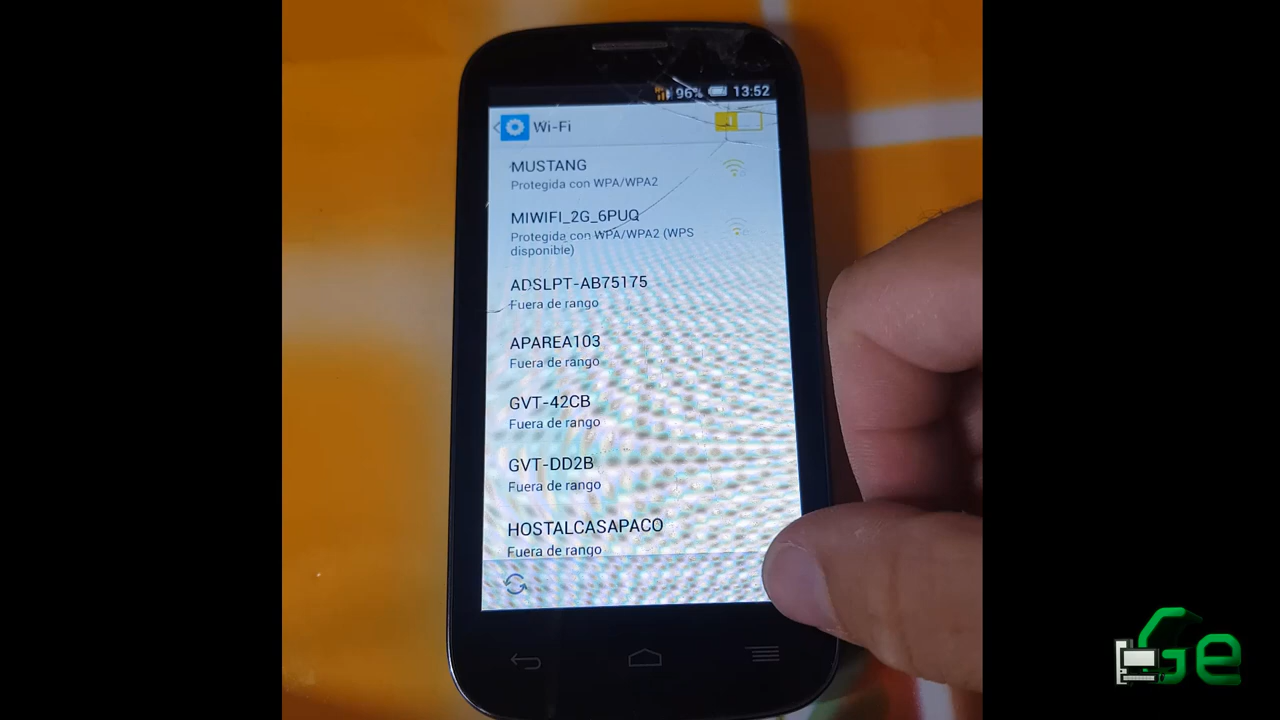 96% 13:52
Wi-Fi
MUSTANG
Protegida con WPA/WPA2
MIWIFI_2G_6PUQ
Protegida con WPA/WPA2 (WPS
disponible)
ADSLPT-AB75175
Fuera de rango
APAREA103
Fuera de rango
GVT-42CB
Fuera de rango
GVT-DD2B
Fuera de rango
HOSTALCASAPACO
Fuera de rango
Ge